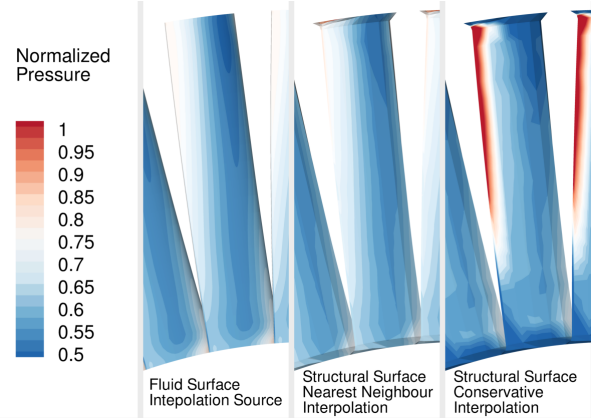 Normalized
Pressure
1
0.95
0.9
0.85
0.8
0.75
0.7
0.65
0.6
0.55
0.5
Fluid Surface
Intepolation Source
Structural Surface
Nearest Neighbour
Interpolation
Structural Surface
Conservative
Interpolation